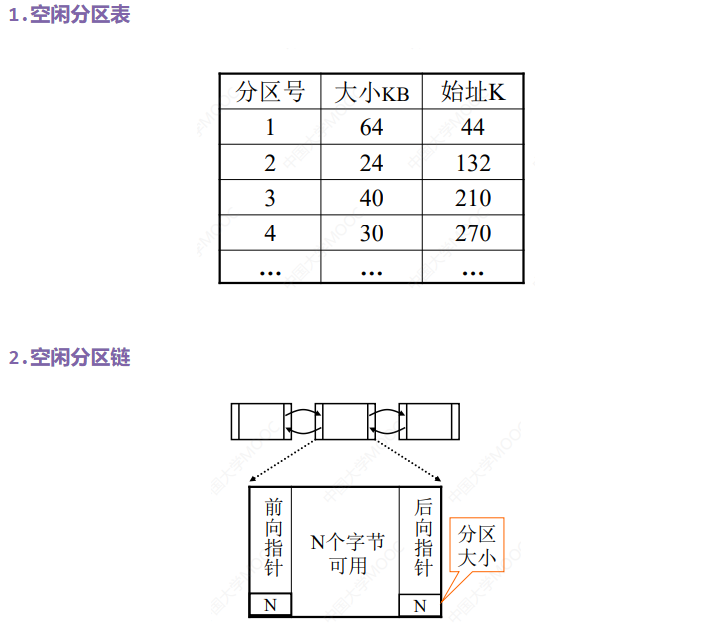 1.空闲分区表
分区号 大小KB 始址K
1 64 44
2 24 132
3 40 210
4 30 270
... ... ...
2.空闲分区链
前向指针
N个字节
可用
后向指针
分区
大小
N
N